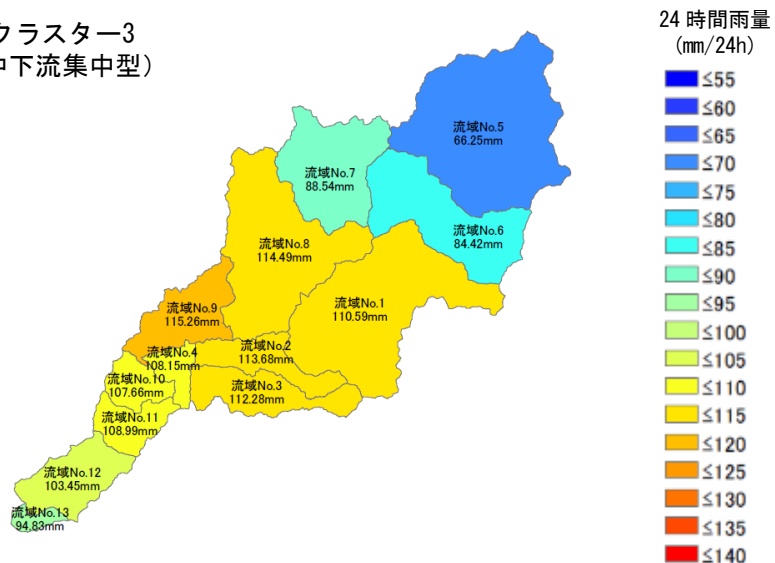 クラスター3
中下流集中型)
24 時間雨量
(mm/24h)
≤55
≤60
≤65
≤70
≤75
≤80
≤85
≤90
≤95
≤100
≤105
≤110
≤115
≤120
≤125
≤130
≤135
≤140
流域No.5
66.25mm
流域No.7
88.54mm
流域No.6
84.42mm
流域No.8
114.49mm
流域No.1
110.59mm
流域No.9
115.26mm
流域No.2
113.68mm
流域No.4
108.15mm
流域No.3
112.28mm
流域No.10
107.66mm
流域No.11
108.99mm
流域No.12
103.45mm
流域No.13
94.83mm